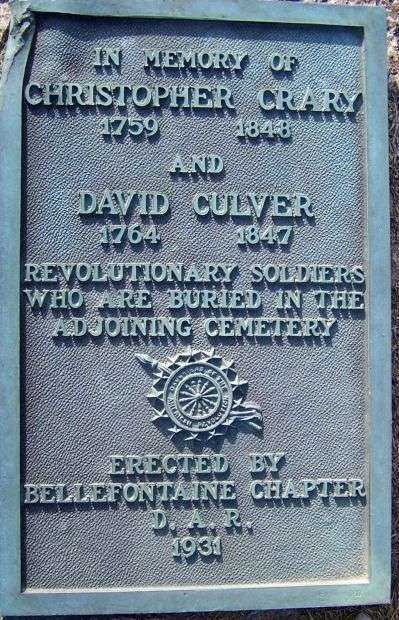 IN MEMORY OF
CHRISTOPHER CRARY
1759 1848
AND
DAVID CULVER
1764 1847
REVOLUTIONARY SOLDIERS
WHO ARE BURIED IN THE
ADJOINING CEMETERY
ERECTED BY
BELLEFONTAINE CHAPTER
D. A. R.
1931